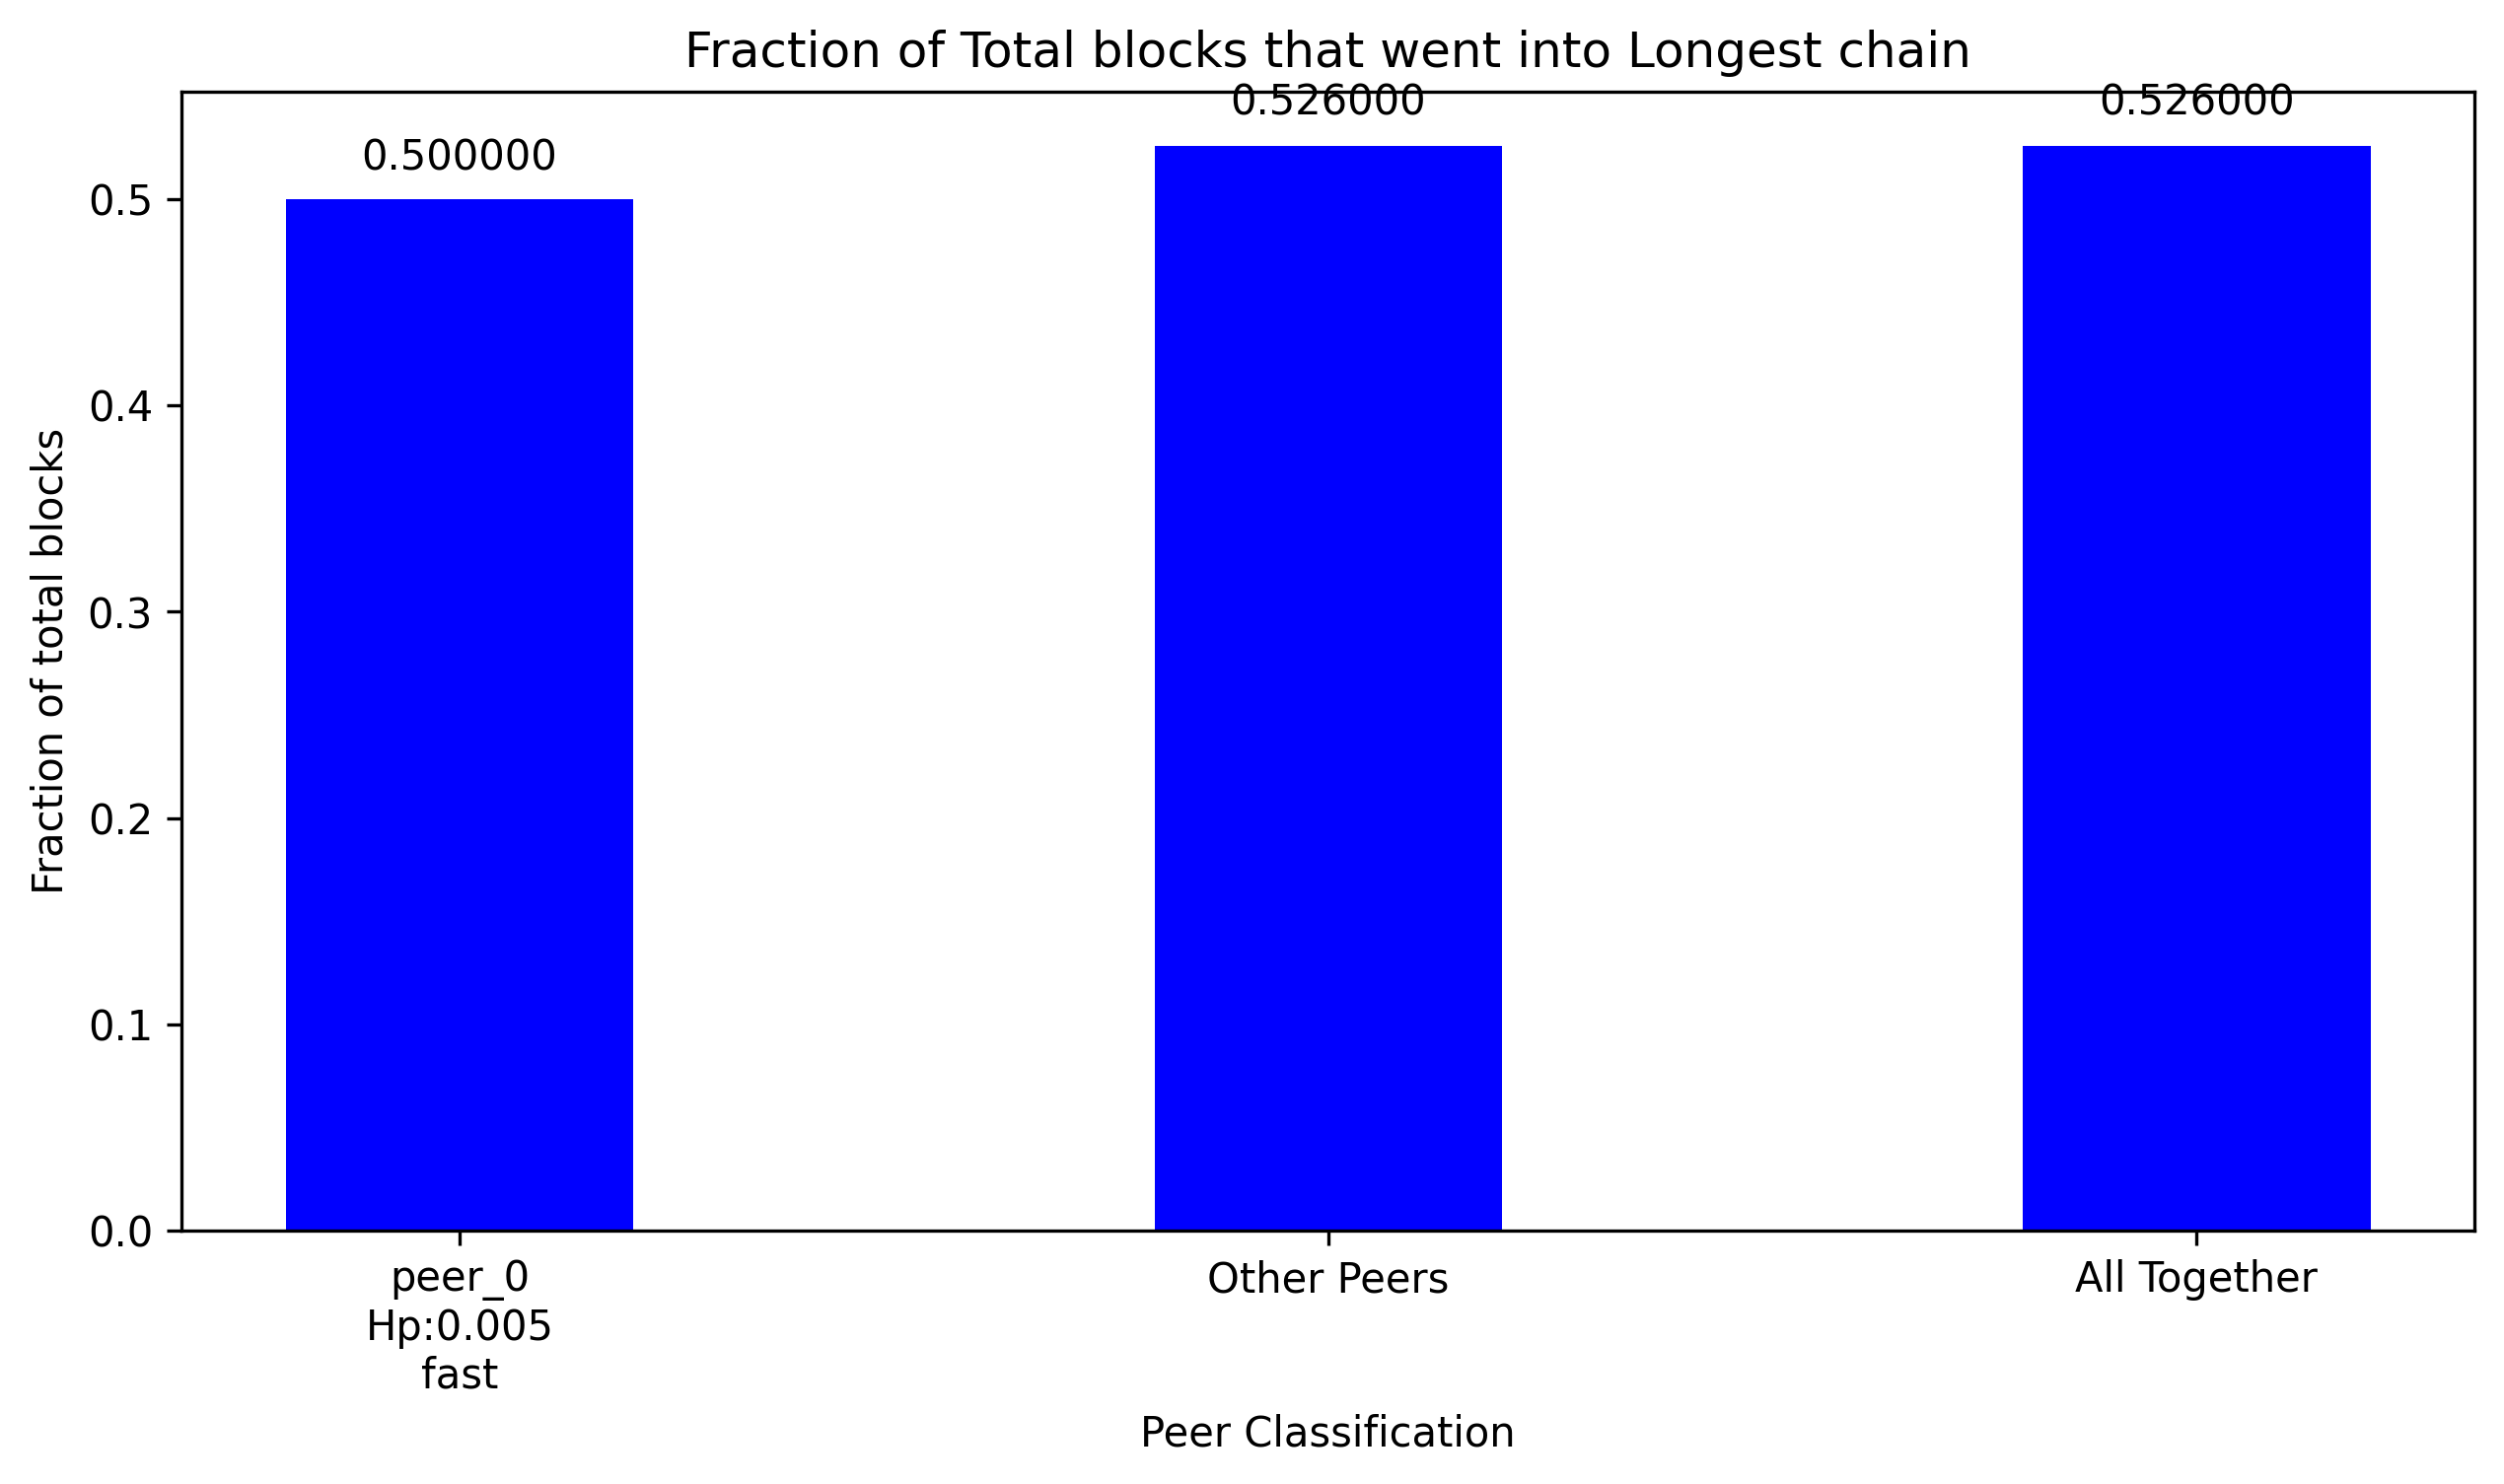 Fraction of Total blocks that went into Longest chain
0.500000
0.526000
0.526000
Fraction of total blocks
0.5
0.4
0.3
0.2
0.1
0.0
peer_0
Hp:0.005
fast
Other Peers
All Together
Peer Classification